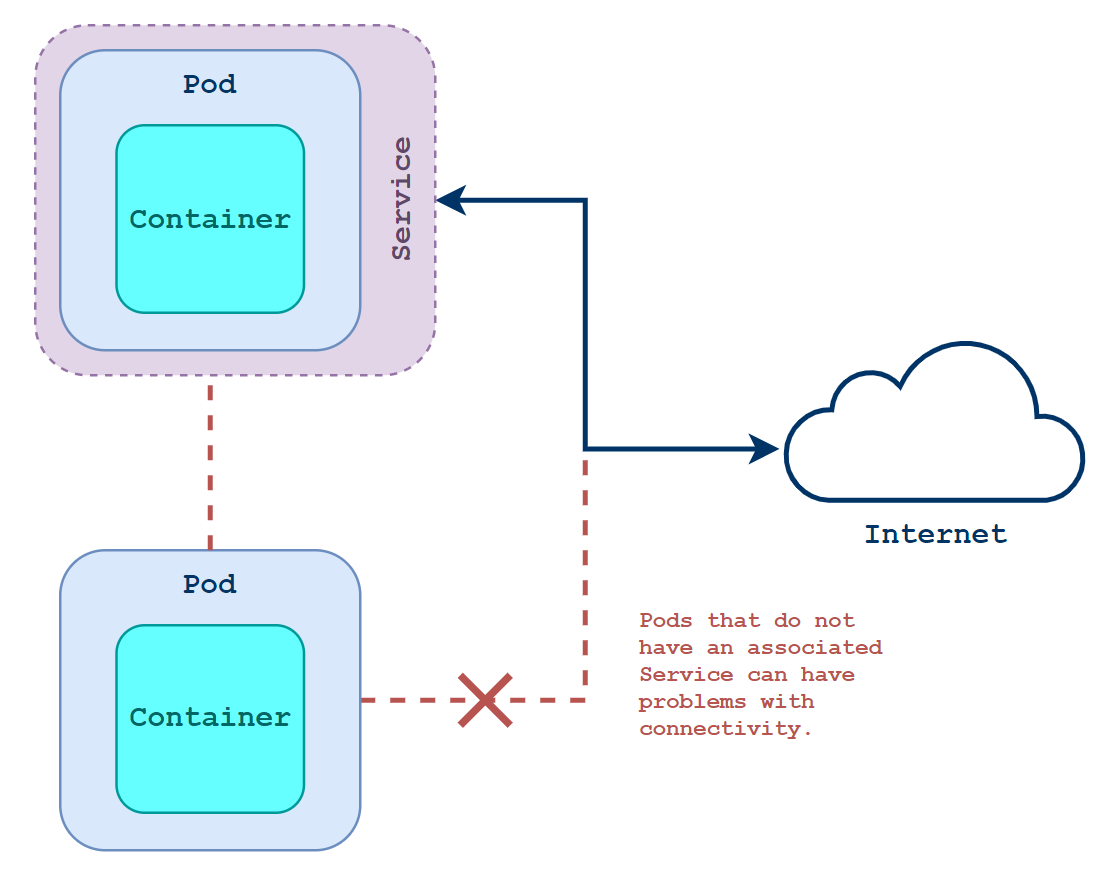 Pod
Container
Service
Internet
Pod
Container
Pods that do not
have an associated
Service can have
problems with
connectivity.